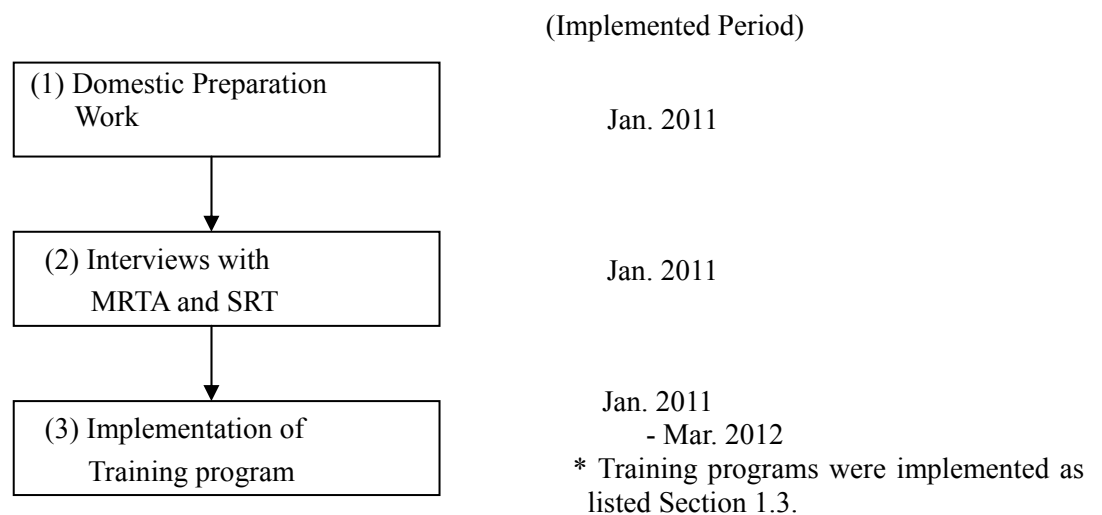 (Implemented Period)
(1) Domestic Preparation
Work
Jan. 2011
(2) Interviews with
MRTA and SRT
Jan. 2011
(3) Implementation of
Training program
Jan. 2011
- Mar. 2012
* Training programs were implemented as
listed Section 1.3.